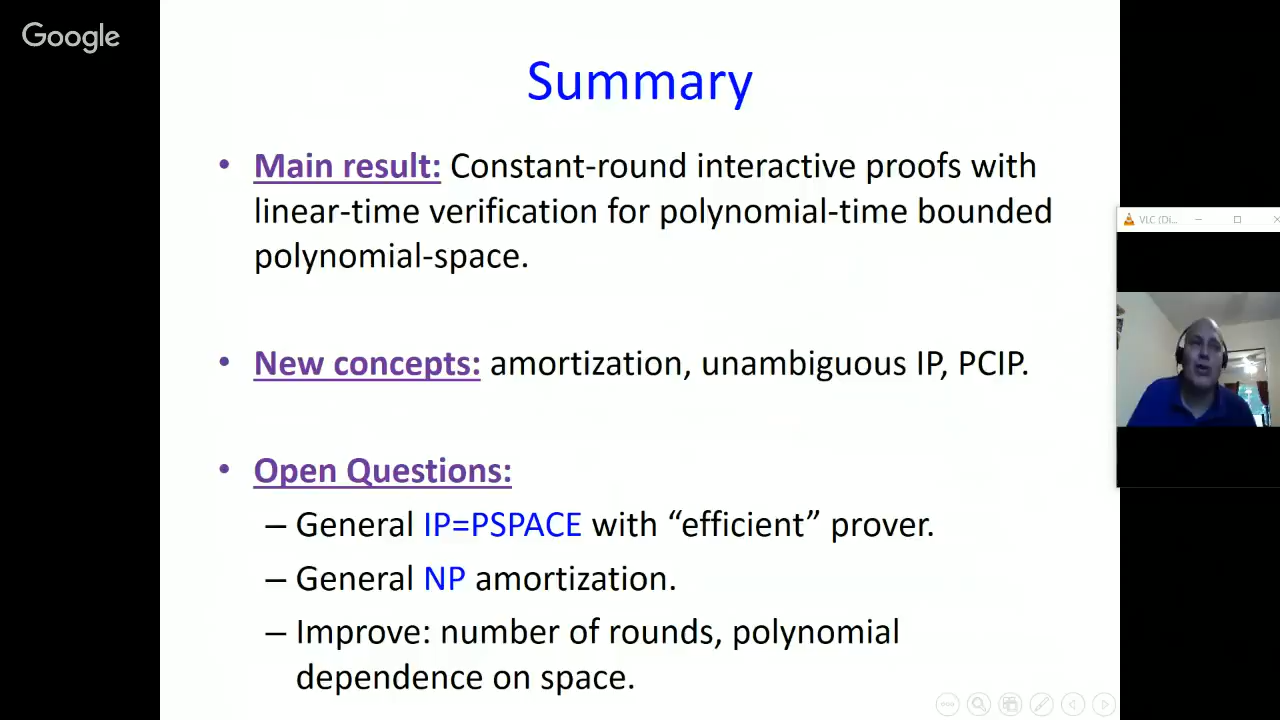 Google
Summary
• Main result: Constant-round interactive proofs with
linear-time verification for polynomial-time bounded
polynomial-space.
• New concepts: amortization, unambiguous IP, PCIP.
• Open Questions:
– General IP=PSPACE with “efficient” prover.
– General NP amortization.
– Improve: number of rounds, polynomial
dependence on space.
VLC (Di...